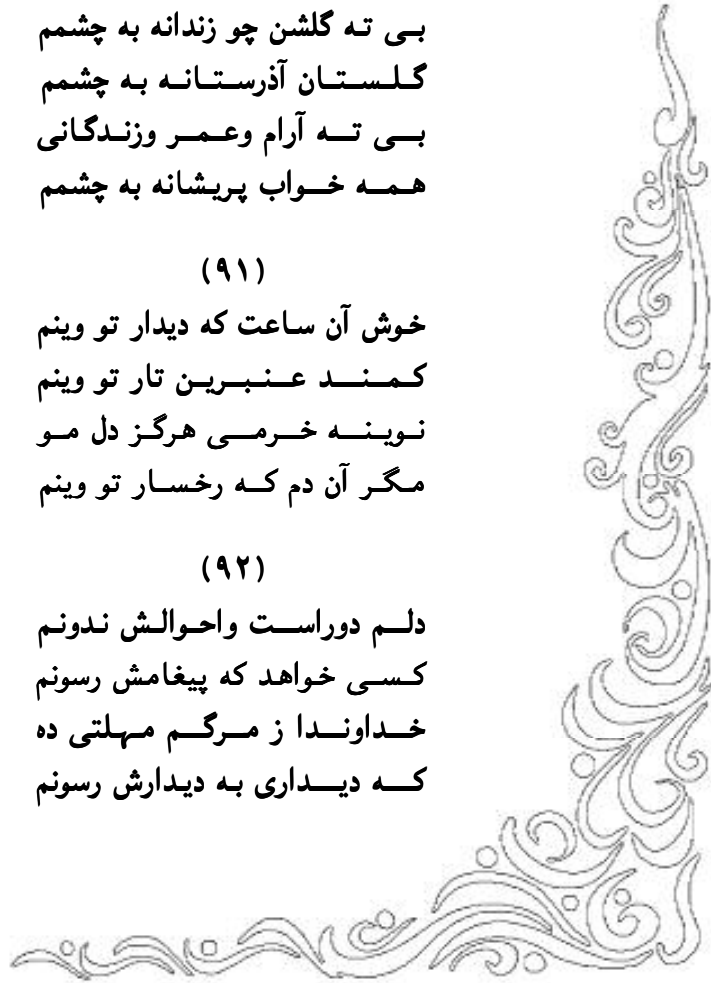 بی ته گلشن چو زندانه به چشمم
گلستان آذرستانه به چشمم
بی ته آرام وعمر وزندگانی
همه خواب پریشانه به چشمم
(۹۱)
خوش آن ساعت که دیدار تو وینم
کمند عنبرین تار تو وینم
نوینه خرمی هرگز دل مو
مگر آن دم که رخسار تو وینم
(۹۲)
دلم دوراست واحوالش ندونم
کسی خواهد که پیغامش رسونم
خداوندا ز مرگم مهلتی ده
که دیداری به دیدارش رسونم